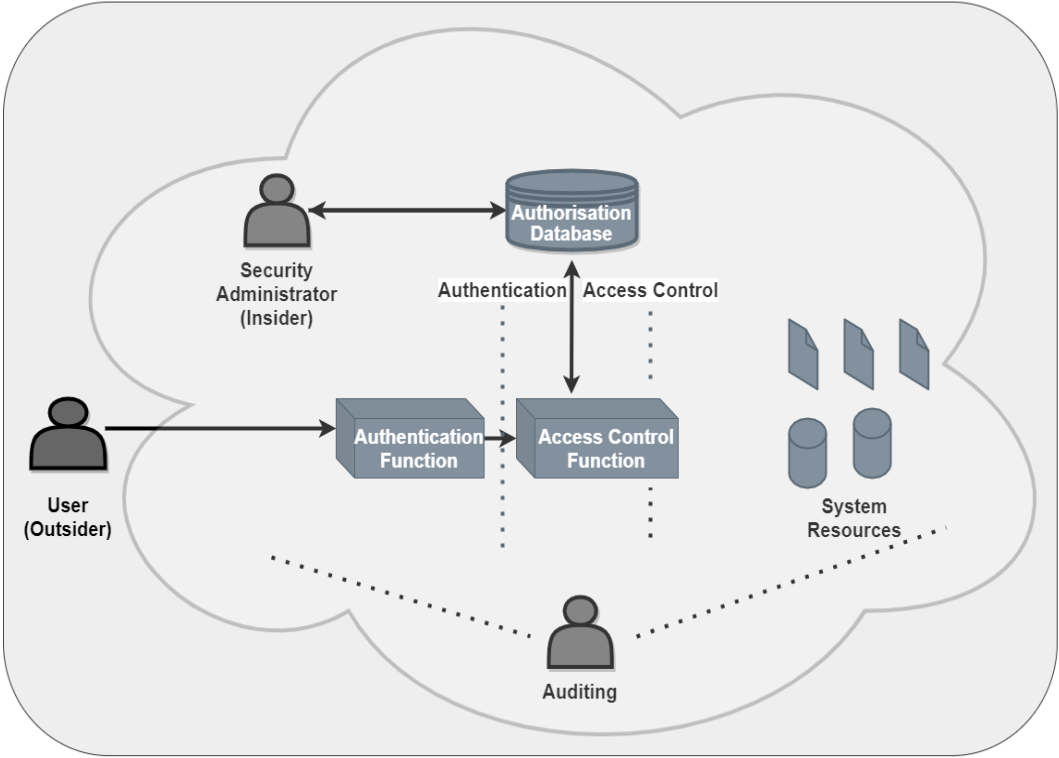 Authorisation
Database
Security
Administrator
(Insider)
Authentication
Access Control
Authentication
Function
Access Control
Function
User
(Outsider)
System
Resources
Auditing